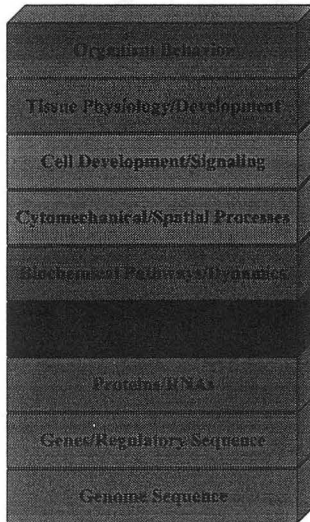 Organism Behavior
Tissue Physiology/Development
Cell Development/Signaling
Cytomechanical/Spatial Processes
Biochemical Pathways/Dynamics
Proteins/RNAs
Genes/Regulatory Sequence
Genome Sequence